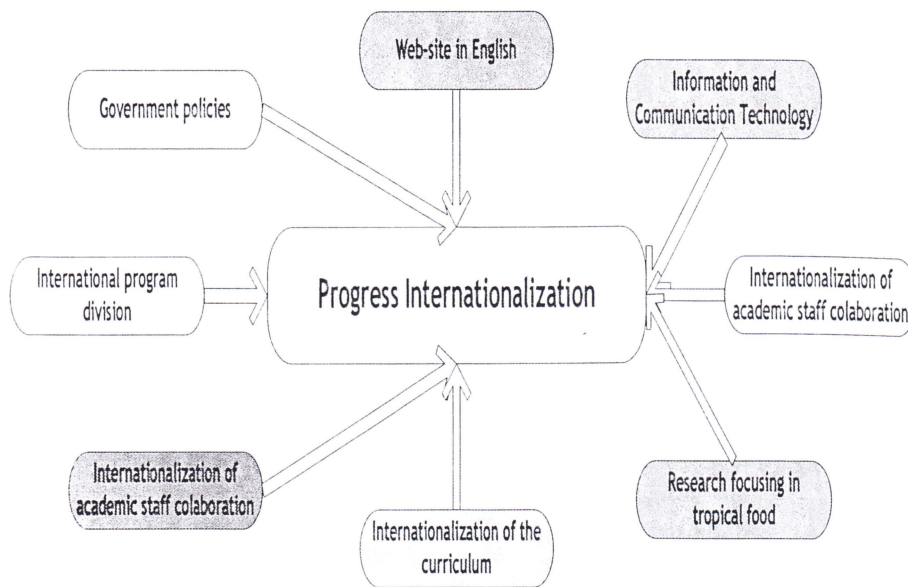 Web-site in English
Government policies
Information and
Communication Technology
International program
division
Progress Internationalization
Internationalization of
academic staff colaboration
Internationalization of
academic staff colaboration
Internationalization of the
curriculum
Research focusing in
tropical food